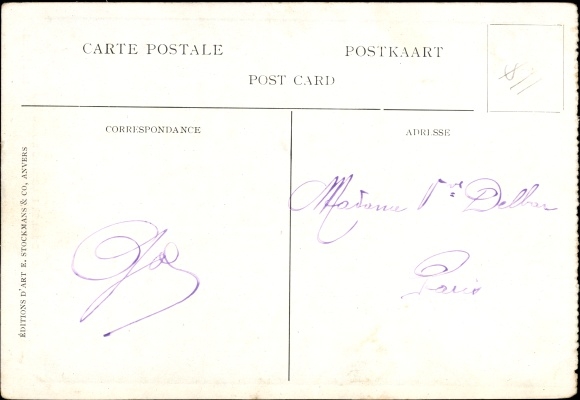 CARTE POSTALE
POSTKAART
POST CARD
CORRESPONDANCE
ADRESSE
ÉDITIONS D'ART E. STOCKMANS & CO, ANVERS
Madame Vve Delbar
Paris